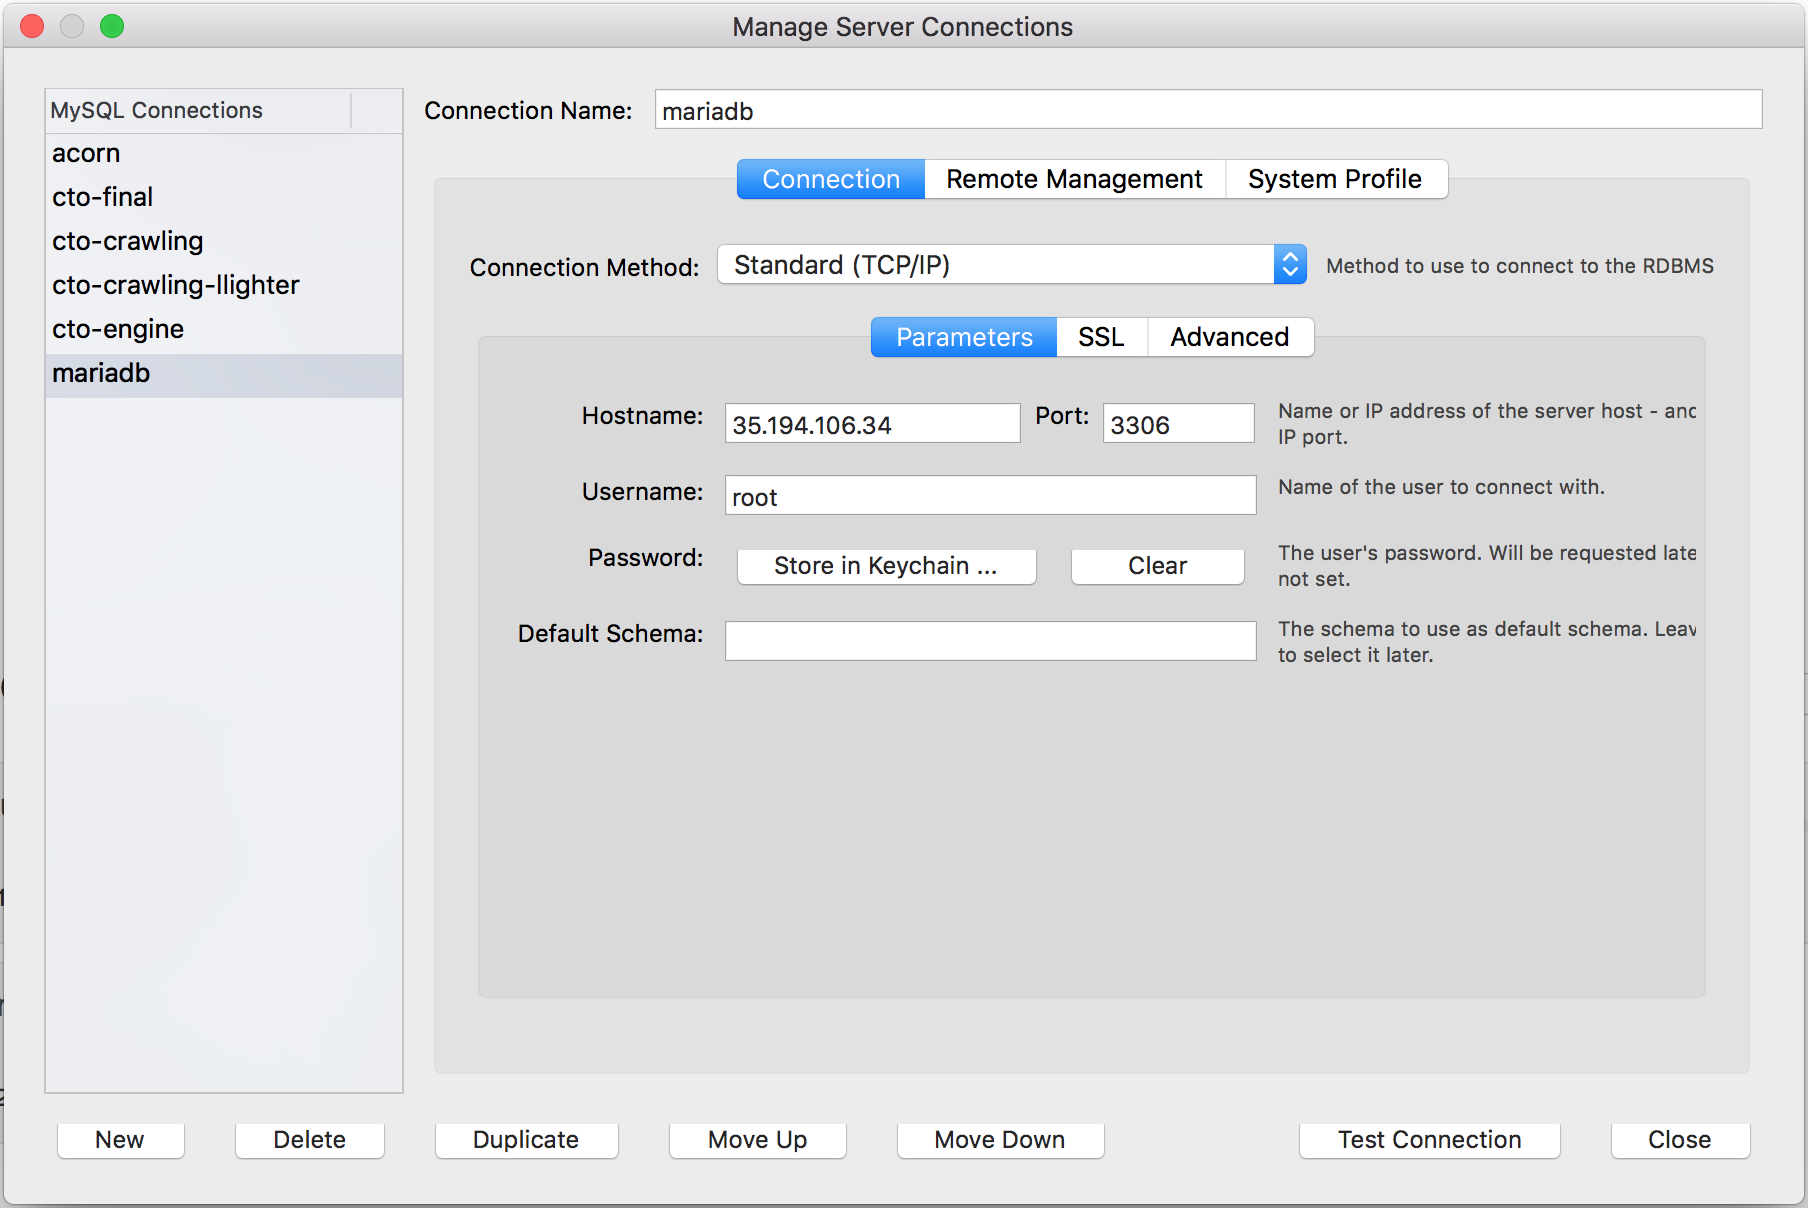 Manage Server Connections
MySQL Connections
acorn
cto-final
cto-crawling
cto-crawling-llighter
cto-engine
mariadb
Connection Name: mariadb
Connection Remote Management System Profile
Connection Method: Standard (TCP/IP) Method to use to connect to the RDBMS
Parameters SSL Advanced
Hostname: 35.194.106.34 Port: 3306 Name or IP address of the server host - and
IP port.
Username: root Name of the user to connect with.
Password: Store in Keychain ... Clear The user's password. Will be requested late
not set.
Default Schema: The schema to use as default schema. Leav
to select it later.
New Delete Duplicate Move Up Move Down Test Connection Close